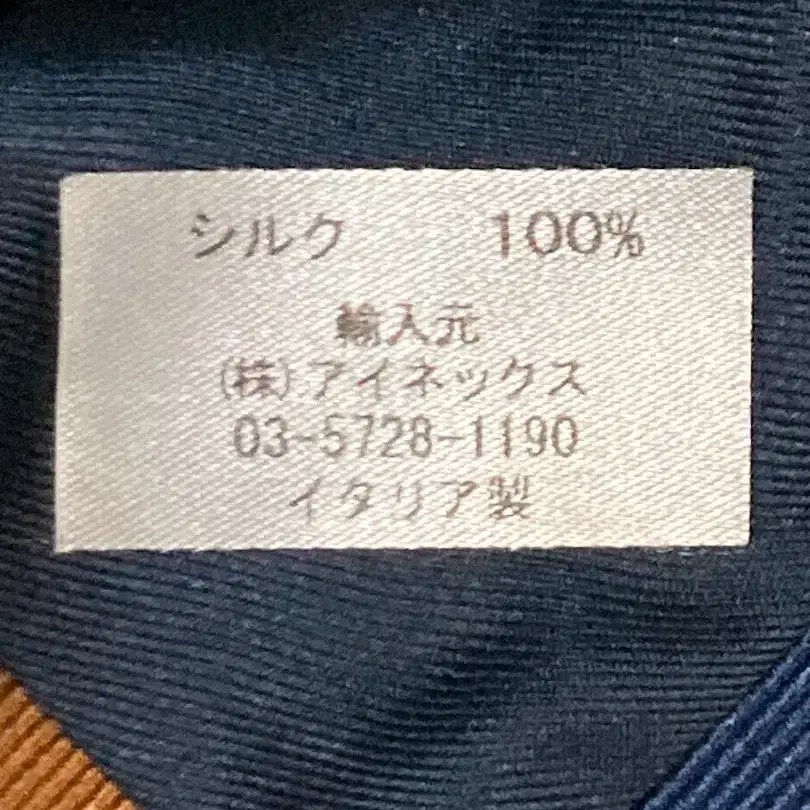 シルク 100%
輸入元
(株)アイネックス
03-5728-1190
イタリア製